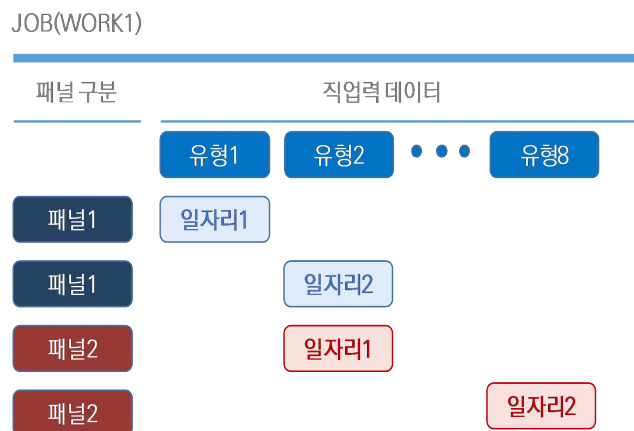 JOB(WORK1)
패널 구분 직업력 데이터
유형1 유형2 • • • 유형8
패널1 일자리1
패널1 일자리2
패널2 일자리1
패널2 일자리2